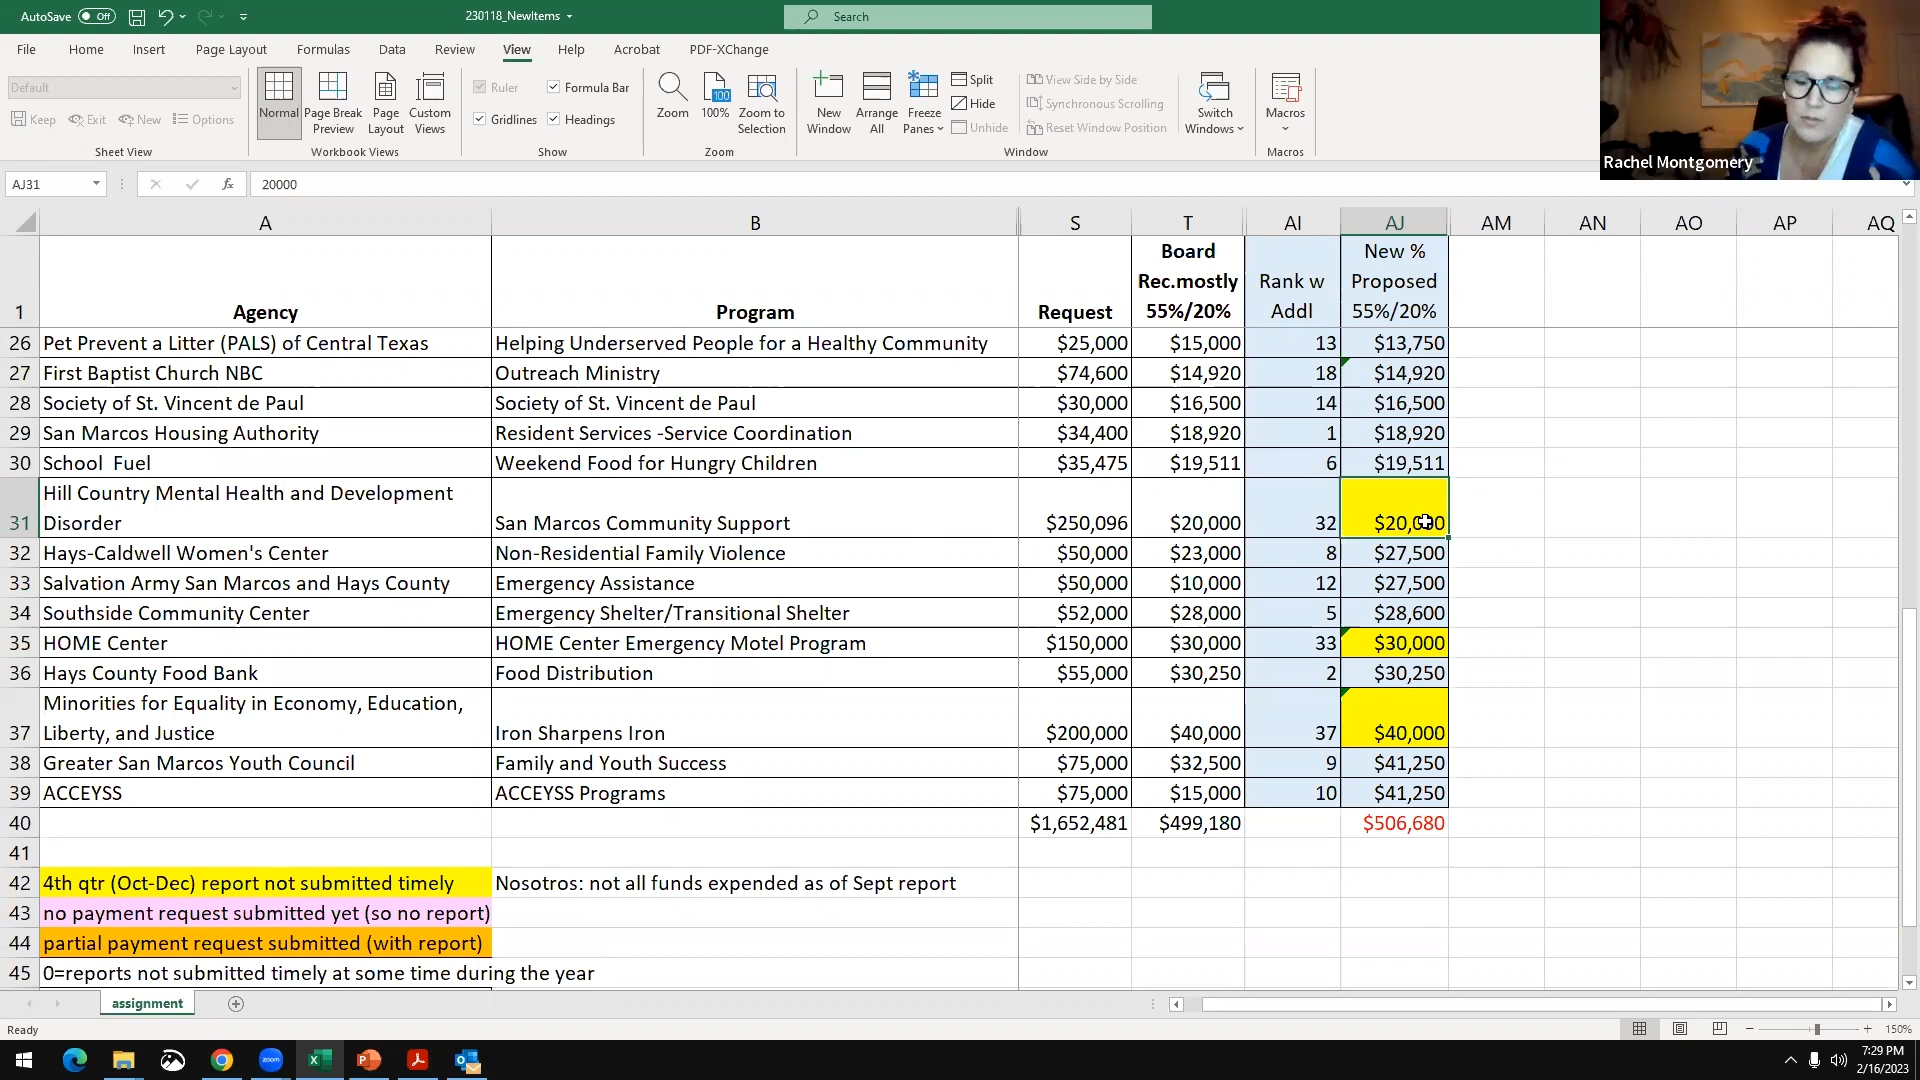 AutoSave Off 230118_NewItems Search
File Home Insert Page Layout Formulas Data Review View Help Acrobat PDF-XChange
Default
Keep Exit New Options
Sheet View
Normal Page Break Preview Page Layout Custom Views
Workbook Views
Ruler Formula Bar
Gridlines Headings
Show
Zoom 100 100% Zoom to Selection
Zoom
New Window Arrange All Freeze Panes
Split
Hide
Unhide
View Side by Side
Synchronous Scrolling
Reset Window Position
Switch Windows
Window
Macros
Macros
Rachel Montgomery
AJ31 fx 20000
A B S T AI AJ AM AN AO AP AQ
1 Agency Program Request Board Rec.mostly 55%/20% Rank w Addl New % Proposed 55%/20%
26 Pet Prevent a Litter (PALS) of Central Texas Helping Underserved People for a Healthy Community $25,000 $15,000 13 $13,750
27 First Baptist Church NBC Outreach Ministry $74,600 $14,920 18 $14,920
28 Society of St. Vincent de Paul Society of St. Vincent de Paul $30,000 $16,500 14 $16,500
29 San Marcos Housing Authority Resident Services -Service Coordination $34,400 $18,920 1 $18,920
30 School Fuel Weekend Food for Hungry Children $35,475 $19,511 6 $19,511
Hill Country Mental Health and Development
31 Disorder San Marcos Community Support $250,096 $20,000 32 $20,000
32 Hays-Caldwell Women's Center Non-Residential Family Violence $50,000 $23,000 8 $27,500
33 Salvation Army San Marcos and Hays County Emergency Assistance $50,000 $10,000 12 $27,500
34 Southside Community Center Emergency Shelter/Transitional Shelter $52,000 $28,000 5 $28,600
35 HOME Center HOME Center Emergency Motel Program $150,000 $30,000 33 $30,000
36 Hays County Food Bank Food Distribution $55,000 $30,250 2 $30,250
Minorities for Equality in Economy, Education,
37 Liberty, and Justice Iron Sharpens Iron $200,000 $40,000 37 $40,000
38 Greater San Marcos Youth Council Family and Youth Success $75,000 $32,500 9 $41,250
39 ACCEYSS ACCEYSS Programs $75,000 $15,000 10 $41,250
40 $1,652,481 $499,180 $506,680
41
42 4th qtr (Oct-Dec) report not submitted timely Nosotros: not all funds expended as of Sept report
43 no payment request submitted yet (so no report)
44 partial payment request submitted (with report)
45 0=reports not submitted timely at some time during the year
assignment
Ready 150%
zoom
7:29 PM
2/16/2023